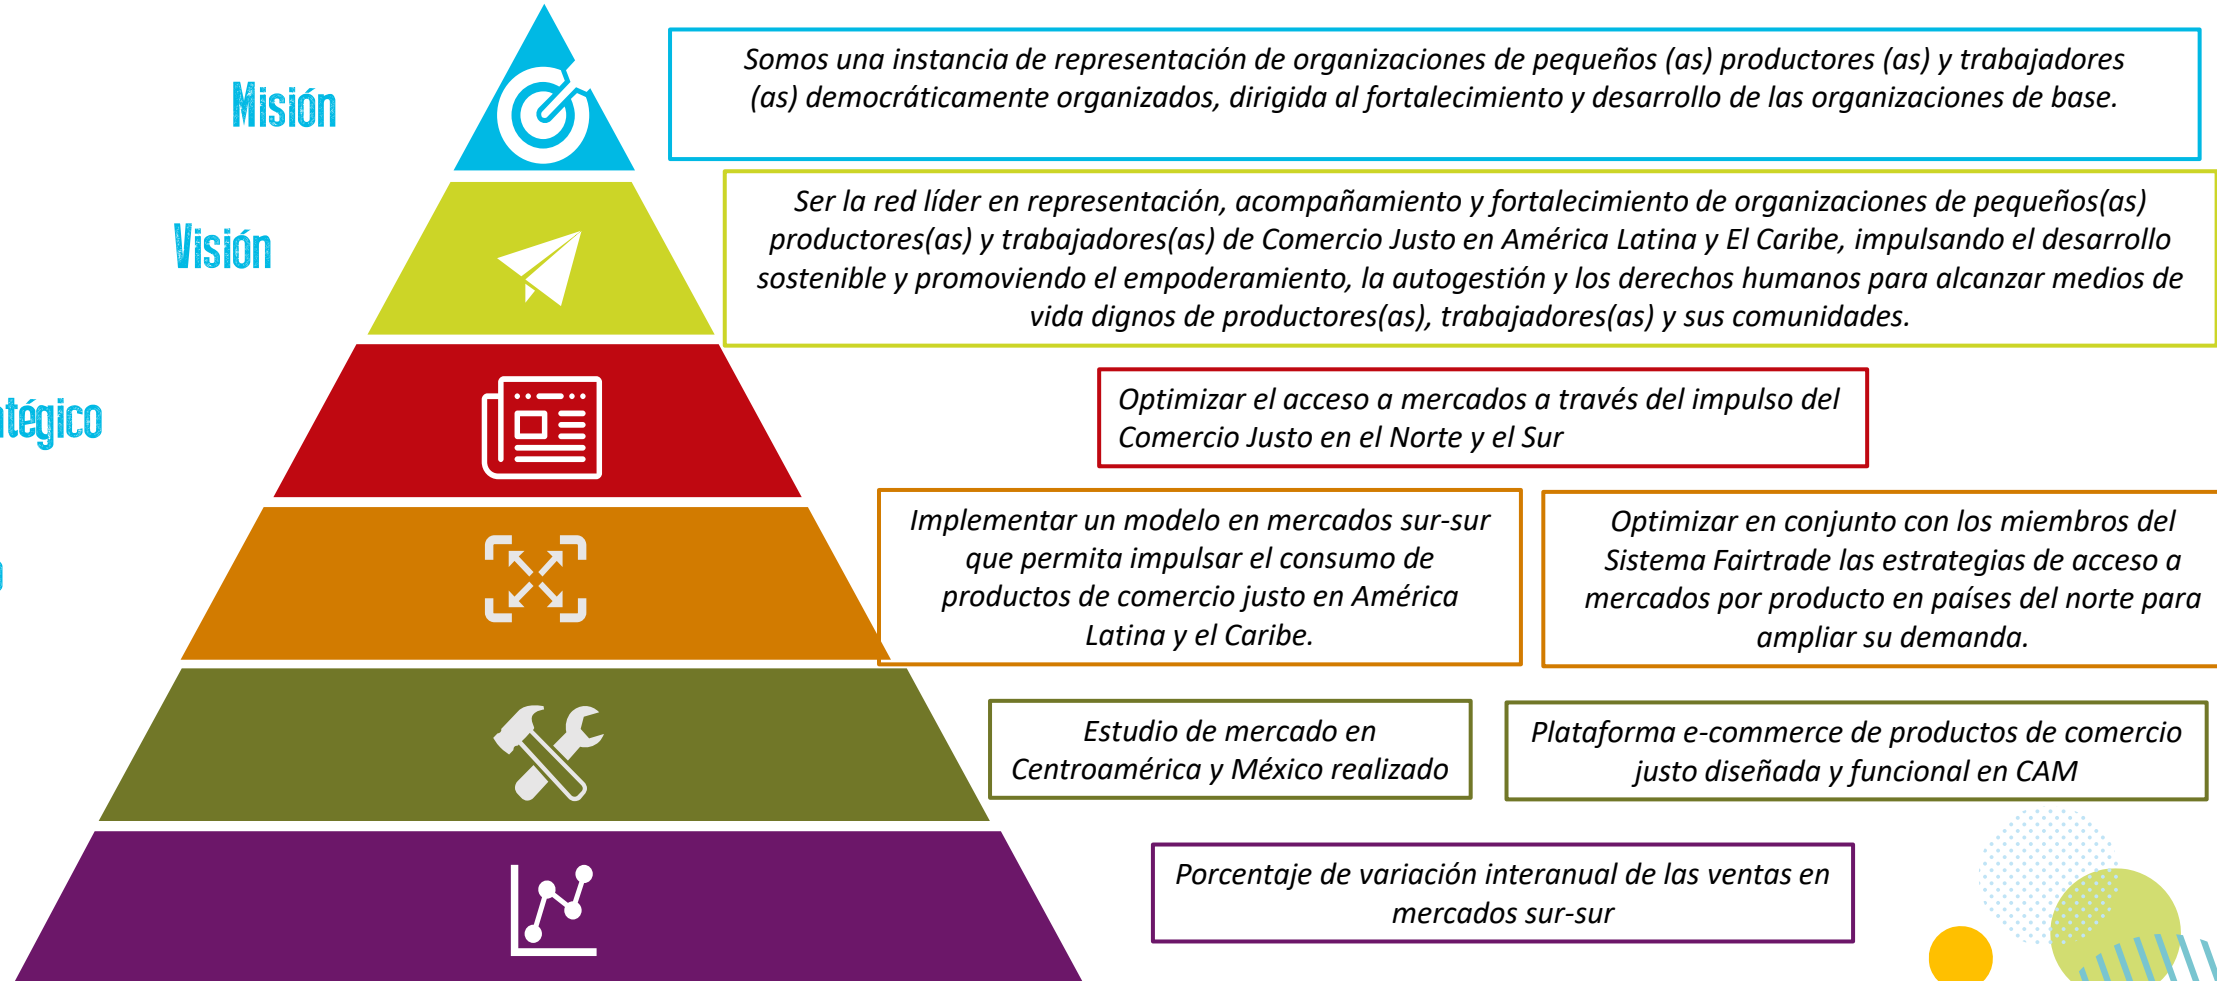 Misión
Somos una instancia de representación de organizaciones de pequeños (as) productores (as) y trabajadores
(as) democráticamente organizados, dirigida al fortalecimiento y desarrollo de las organizaciones de base.
Visión
Ser la red líder en representación, acompañamiento y fortalecimiento de organizaciones de pequeños(as)
productores(as) y trabajadores(as) de Comercio Justo en América Latina y El Caribe, impulsando el desarrollo
sostenible y promoviendo el empoderamiento, la autogestión y los derechos humanos para alcanzar medios de
vida dignos de productores(as), trabajadores(as) y sus comunidades.
tégico
Optimizar el acceso a mercados a través del impulso del
Comercio Justo en el Norte y el Sur
Implementar un modelo en mercados sur-sur
que permita impulsar el consumo de
productos de comercio justo en América
Latina y el Caribe.
Optimizar en conjunto con los miembros del
Sistema Fairtrade las estrategias de acceso a
mercados por producto en países del norte para
ampliar su demanda.
Estudio de mercado en
Centroamérica y México realizado
Plataforma e-commerce de productos de comercio
justo diseñada y funcional en CAM
Porcentaje de variación interanual de las ventas en
mercados sur-sur